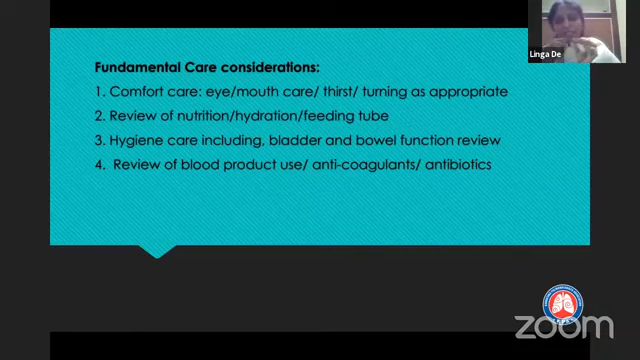 Fundamental Care considerations:
1. Comfort care: eye/mouth care/ thirst/ turning as appropriate
2. Review of nutrition/hydration/feeding tube
3. Hygiene care including, bladder and bowel function review
4. Review of blood product use/ anti-coagulants/ antibiotics
Linga De
zoom